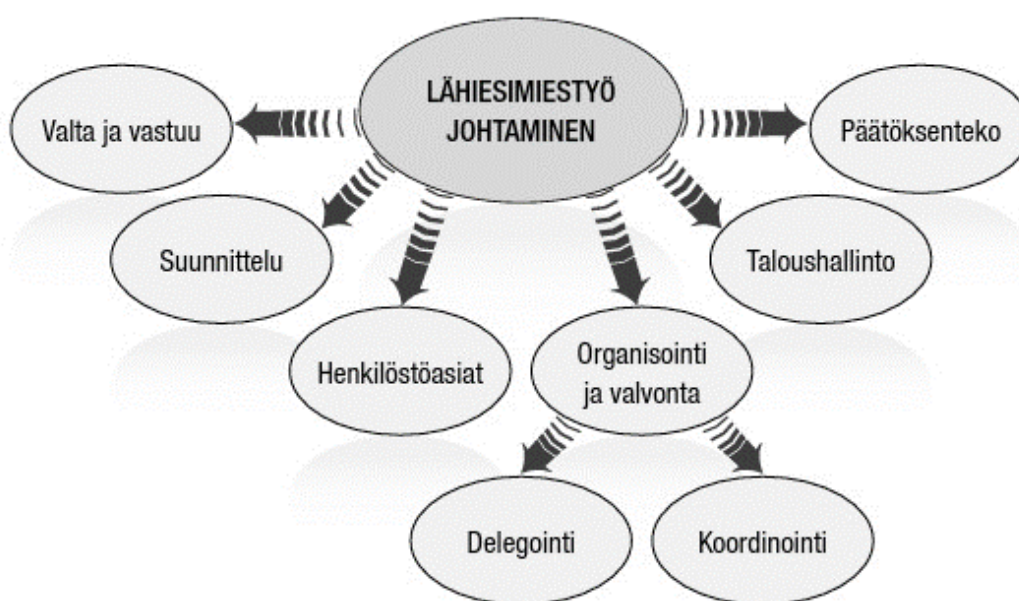 LÄHIESIMIESTYÖ
JOHTAMINEN
Valta ja vastuu
Päätöksenteko
Suunnittelu
Taloushallinto
Henkilöstöasiat
Organisointi
ja valvonta
Delegointi
Koordinointi